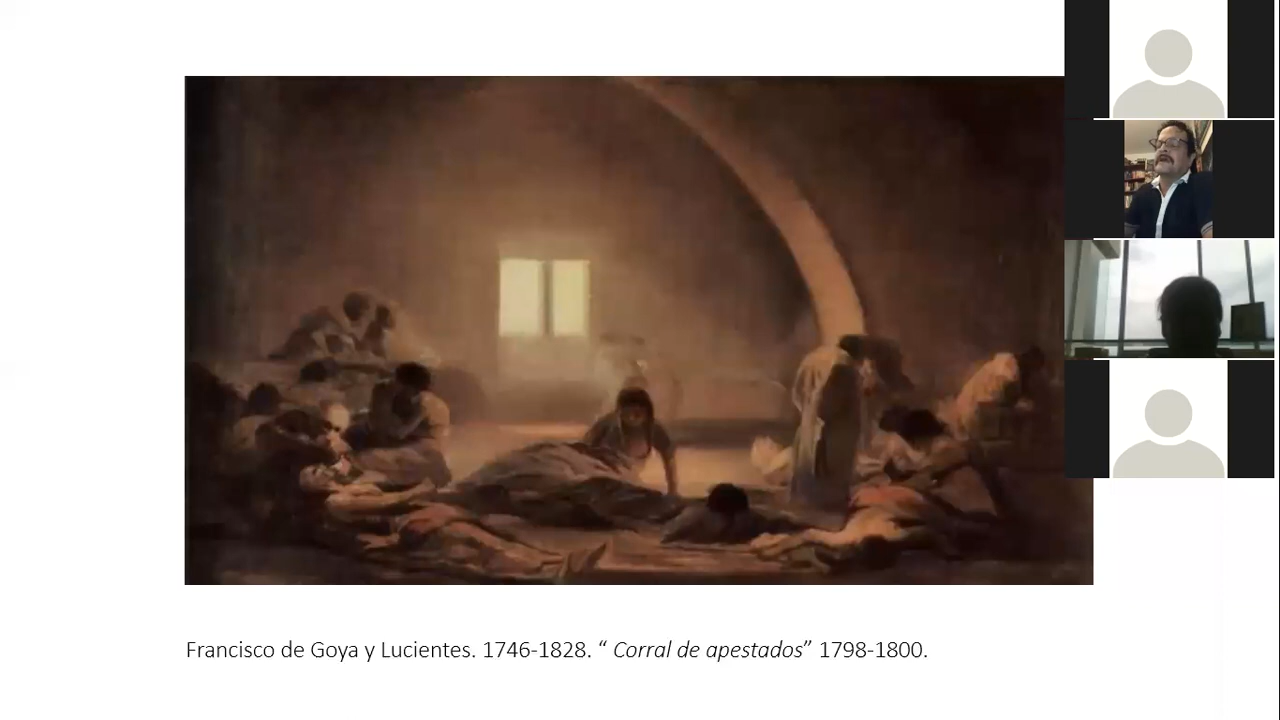 Francisco de Goya y Lucientes. 1746-1828. “ Corral de apestados” 1798-1800.